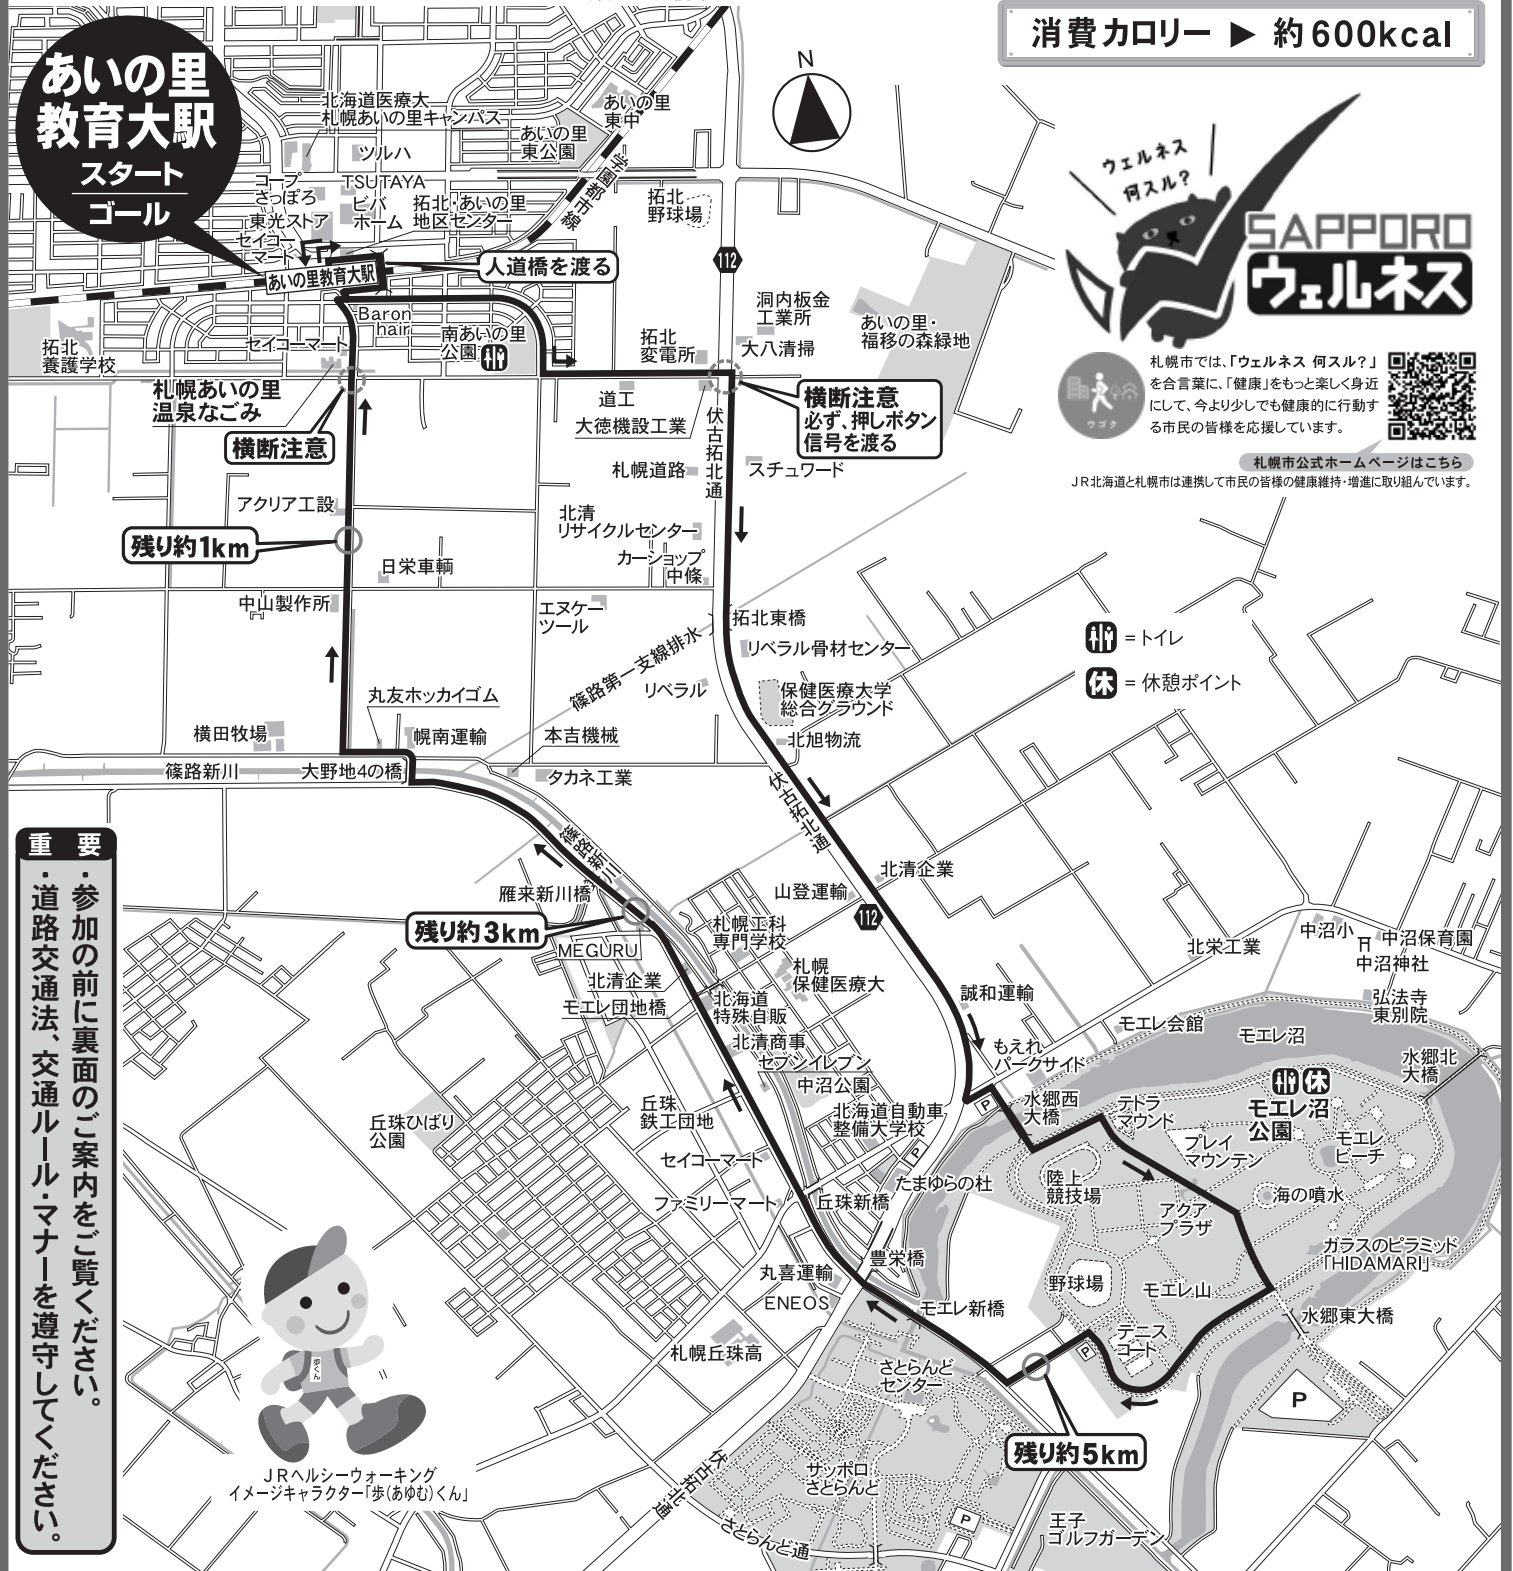 消費カロリー ▶ 約600kcal
あいの里
教育大駅
スタート
ゴール
N
北海道医療大
札幌あいの里キャンパス
ツルハ
コープ
さっぽろ
TSUTAYA
東光ストア
ビバ
ホーム
拓北・あいの里
地区センター
セイコー
マート
あいの里教育大駅
あいの里
東公園
あいの里
東中
学園都市線
拓北
野球場
人道橋を渡る
112
Baron
hair
セイコーマート
南あいの里
公園
拓北
養護学校
札幌あいの里
温泉なごみ
横断注意
洞内板金
工業所
拓北
変電所
大八清掃
あいの里・
福移の森緑地
道工
大徳機設工業
横断注意
必ず、押しボタン
信号を渡る
伏古拓北通
札幌道路
スチュワード
アクリア工設
残り約1km
北清
リサイクルセンター
カーショップ
中條
日栄車輌
中山製作所
エヌケー
ツール
拓北東橋
篠路第一支線排水
リベラル骨材センター
リベラル
保健医療大学
総合グラウンド
北旭物流
丸友ホッカイゴム
横田牧場
幌南運輸
本吉機械
篠路新川
大野地4の橋
タカネ工業
伏古拓北通
篠路新川
雁来新川橋
残り約3km
MEGURU
北清企業
モエレ団地橋
札幌工科
専門学校
札幌
保健医療大
北海道
特殊自販
北清商事
セブンイレブン
中沼公園
山登運輸
北清企業
112
誠和運輸
もえれ
パークサイド
北栄工業
中沼小
中沼保育園
中沼神社
モエレ会館
モエレ沼
弘法寺
東別院
水郷北
大橋
休
モエレ沼
公園
P
水郷西
大橋
テトラ
マウンド
プレイ
マウンテン
モエレ
ビーチ
陸上
競技場
アクア
プラザ
海の噴水
ガラスのピラミッド
「HIDAMARI」
野球場
モエレ山
水郷東大橋
テニス
コート
P
P
丘珠ひばり
公園
丘珠
鉄工団地
北海道自動車
整備大学校
P
セイコーマート
たまゆらの杜
ファミリーマート
丘珠新橋
豊栄橋
丸喜運輸
ENEOS
モエレ新橋
札幌丘珠高
さとらんど
センター
残り約5km
サッポロ
さとらんど
伏古拓北通
さとらんど通
P
王子
ゴルフガーデン
ウェルネス
何スル?
SAPPORO
ウェルネス
ウゴク
札幌市では、「ウェルネス 何スル?」
を合言葉に、「健康」をもっと楽しく身近
にして、今より少しでも健康的に行動す
る市民の皆様を応援しています。
札幌市公式ホームページはこちら
JR北海道と札幌市は連携して市民の皆様の健康維持・増進に取り組んでいます。
=トイレ
休 =休憩ポイント
重要
・参加の前に裏面のご案内をご覧ください。
・道路交通法、交通ルール・マナーを遵守してください。
歩くん
JRヘルシーウォーキング
イメージキャラクター「歩(あゆむ)くん」